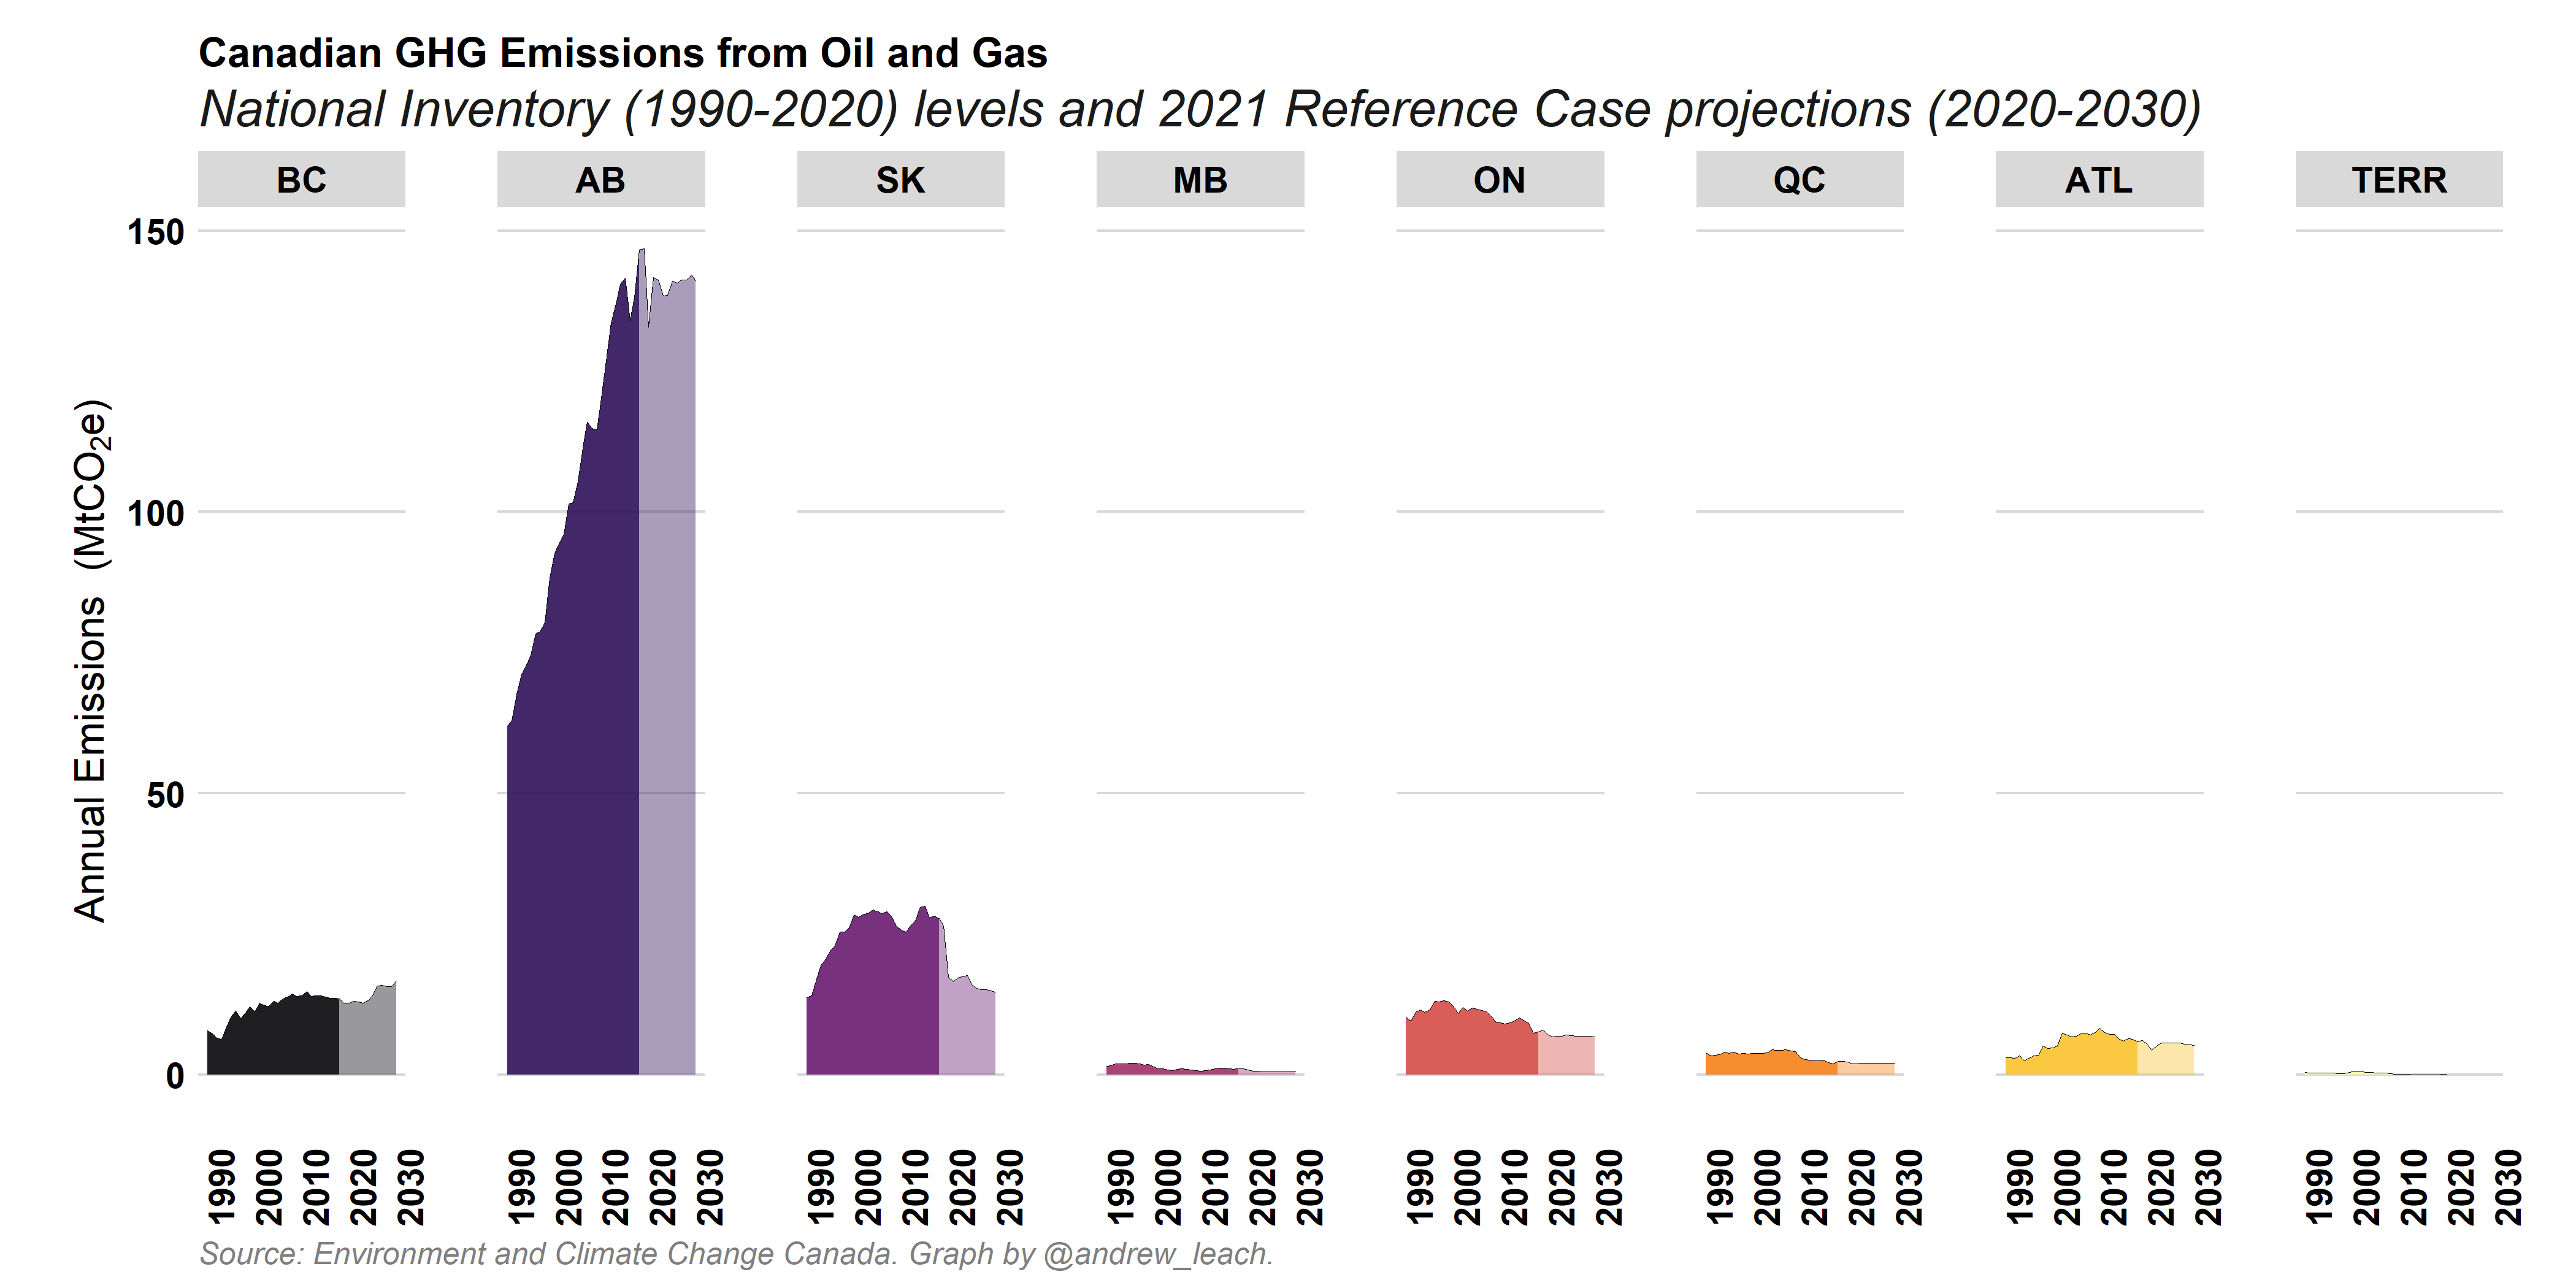 Canadian GHG Emissions from Oil and Gas
National Inventory (1990-2020) levels and 2021 Reference Case projections (2020-2030)
BC AB SK MB ON QC ATL TERR
Annual Emissions (MtCO₂e)
150
100
50
0
1990 2000 2010 2020 2030 1990 2000 2010 2020 2030 1990 2000 2010 2020 2030 1990 2000 2010 2020 2030 1990 2000 2010 2020 2030 1990 2000 2010 2020 2030 1990 2000 2010 2020 2030 1990 2000 2010 2020 2030
Source: Environment and Climate Change Canada. Graph by @andrew_leach.